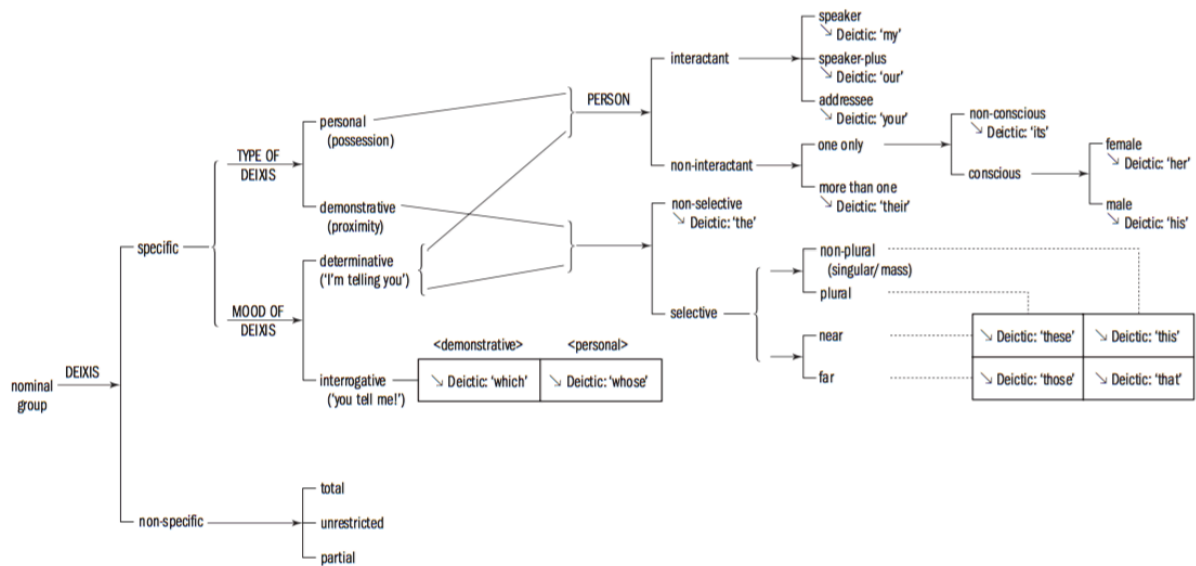 speaker
↘ Deictic: ‘my’
interactant
speaker-plus
↘ Deictic: ‘our’
PERSON
addressee
↘ Deictic: ‘your’
personal
(possession)
non-conscious
↘ Deictic: ‘its’
one only
female
↘ Deictic: ‘her’
TYPE OF
DEIXIS
non-interactant
conscious
more than one
↘ Deictic: ‘their’
male
↘ Deictic: ‘his’
demonstrative
(proximity)
non-selective
↘ Deictic: ‘the’
specific
determinative
(‘I’m telling you’)
non-plural
(singular/mass)
plural
MOOD OF
DEIXIS
selective
near
↘ Deictic: ‘these’
↘ Deictic: ‘this’
<demonstrative>
<personal>
far
↘ Deictic: ‘those’
↘ Deictic: ‘that’
interrogative
(‘you tell me!’)
↘ Deictic: ‘which’
↘ Deictic: ‘whose’
nominal
group
DEIXIS
total
non-specific
unrestricted
partial